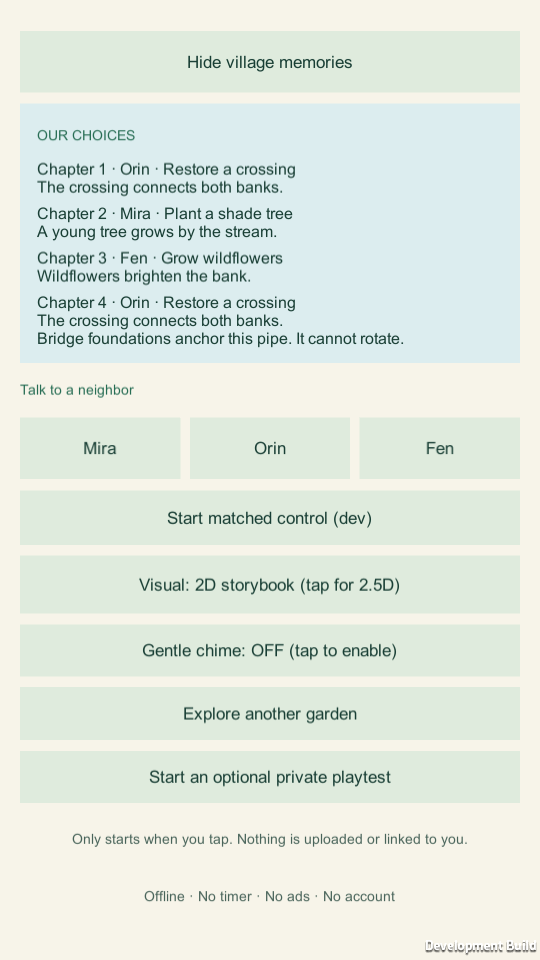 Hide village memories
OUR CHOICES
Chapter 1 · Orin · Restore a crossing
The crossing connects both banks.
Chapter 2 · Mira · Plant a shade tree
A young tree grows by the stream.
Chapter 3 · Fen · Grow wildflowers
Wildflowers brighten the bank.
Chapter 4 · Orin · Restore a crossing
The crossing connects both banks.
Bridge foundations anchor this pipe. It cannot rotate.
Talk to a neighbor
Mira
Orin
Fen
Start matched control (dev)
Visual: 2D storybook (tap for 2.5D)
Gentle chime: OFF (tap to enable)
Explore another garden
Start an optional private playtest
Only starts when you tap. Nothing is uploaded or linked to you.
Offline · No timer · No ads · No account
Development Build